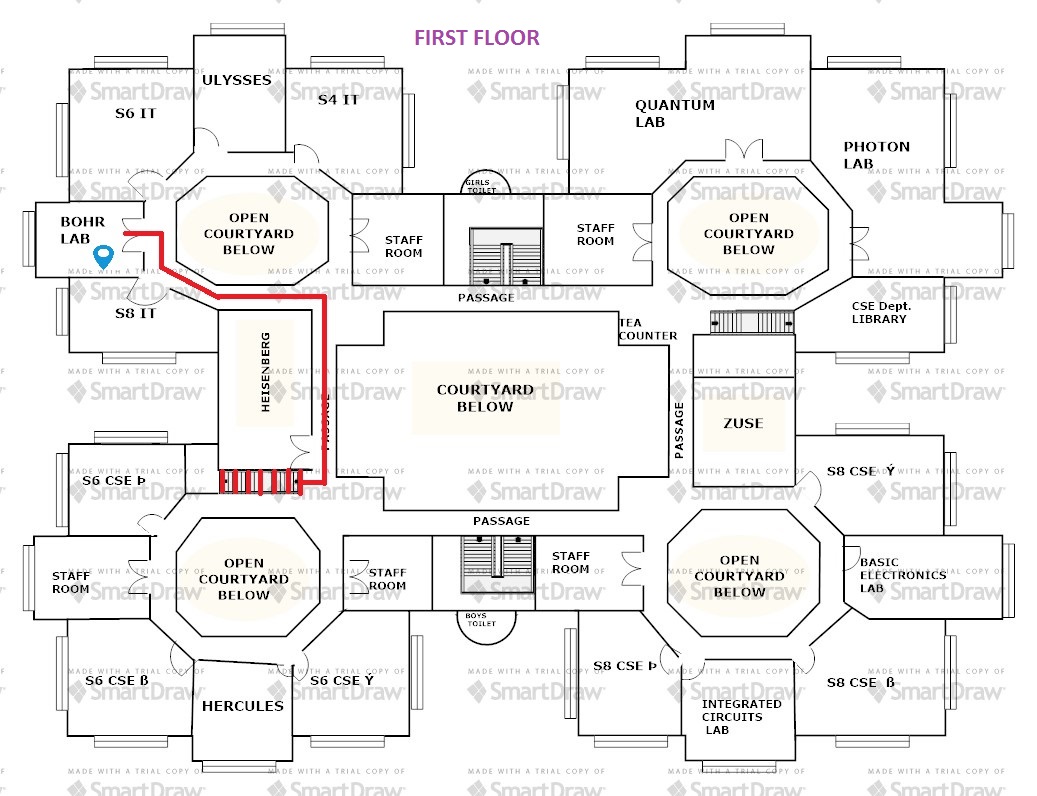 FIRST FLOOR
MADE WITH A TRIAL COPY OF
SmartDraw
ULYSSES
S6 IT
S4 IT
QUANTUM
LAB
PHOTON
LAB
GIRLS
TOILET
BOHR
LAB
OPEN
COURTYARD
BELOW
STAFF
ROOM
STAFF
ROOM
OPEN
COURTYARD
BELOW
PASSAGE
S8 IT
CSE Dept.
LIBRARY
TEA
COUNTER
HEISENBERG
PASSAGE
COURTYARD
BELOW
PASSAGE
ZUSE
S6 CSE Þ
S8 CSE Ý
PASSAGE
STAFF
ROOM
OPEN
COURTYARD
BELOW
STAFF
ROOM
STAFF
ROOM
OPEN
COURTYARD
BELOW
BASIC
ELECTRONICS
LAB
BOYS
TOILET
S6 CSE ß
HERCULES
S6 CSE Ý
S8 CSE Þ
INTEGRATED
CIRCUITS
LAB
S8 CSE ß